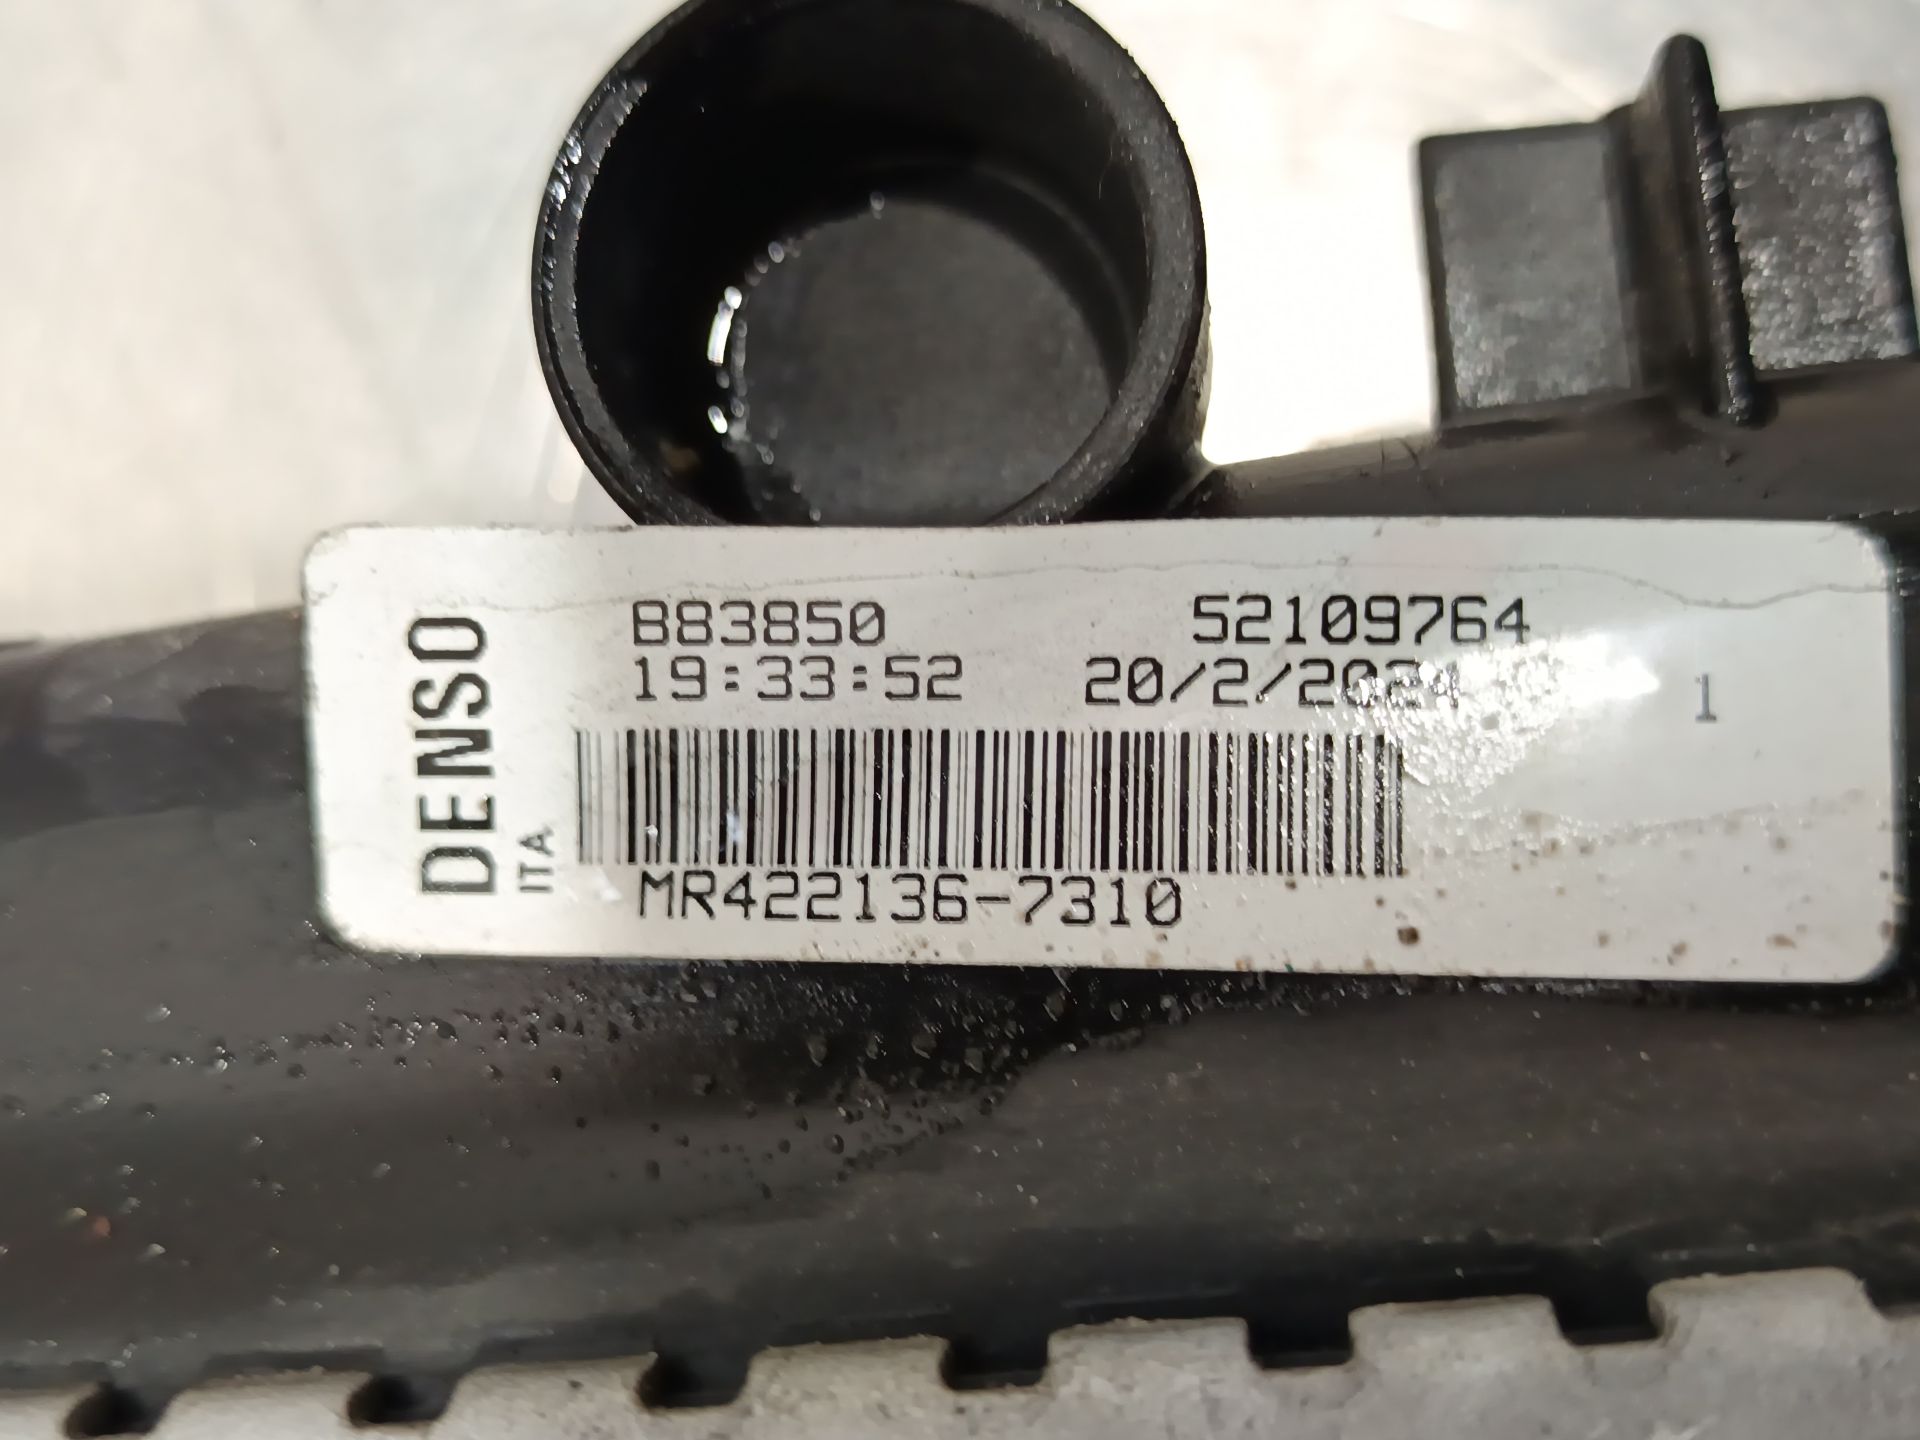 DENSO
ITA
B83850 52109764
19:33:52 20/2/2024 1
MR422136-7310